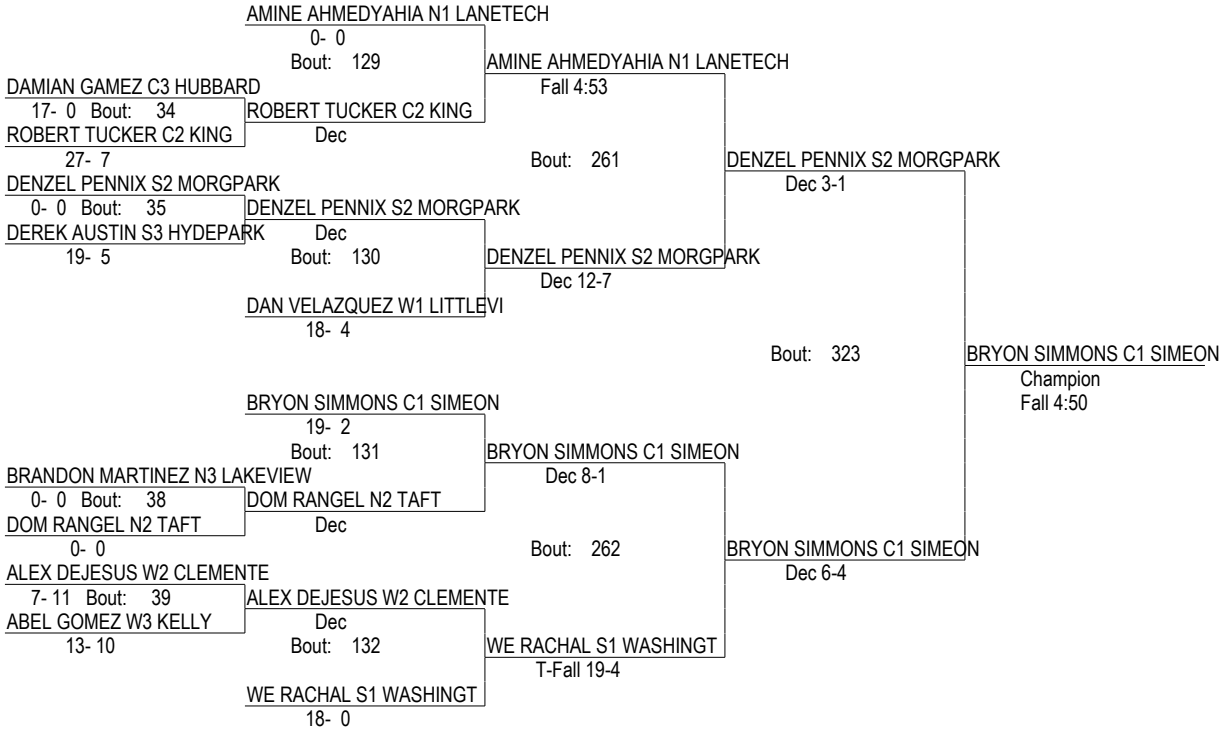 AMINE AHMEDYAHIA N1 LANETECH
0- 0
Bout: 129
AMINE AHMEDYAHIA N1 LANETECH
DAMIAN GAMEZ C3 HUBBARD
Fall 4:53
17- 0 Bout: 34
ROBERT TUCKER C2 KING
ROBERT TUCKER C2 KING
Dec
27- 7
Bout: 261
DENZEL PENNIX S2 MORGPARK
DENZEL PENNIX S2 MORGPARK
Dec 3-1
0- 0 Bout: 35
DENZEL PENNIX S2 MORGPARK
DEREK AUSTIN S3 HYDEPARK
Dec
19- 5
Bout: 130
DENZEL PENNIX S2 MORGPARK
Dec 12-7
DAN VELAZQUEZ W1 LITTLEVI
18- 4
Bout: 323
BRYON SIMMONS C1 SIMEON
Champion
Fall 4:50
BRYON SIMMONS C1 SIMEON
19- 2
Bout: 131
BRYON SIMMONS C1 SIMEON
BRANDON MARTINEZ N3 LAKEVIEW
Dec 8-1
0- 0 Bout: 38
DOM RANGEL N2 TAFT
DOM RANGEL N2 TAFT
Dec
0- 0
Bout: 262
BRYON SIMMONS C1 SIMEON
ALEX DEJESUS W2 CLEMENTE
Dec 6-4
7- 11 Bout: 39
ALEX DEJESUS W2 CLEMENTE
ABEL GOMEZ W3 KELLY
Dec
13- 10
Bout: 132
WE RACHAL S1 WASHINGT
T-Fall 19-4
WE RACHAL S1 WASHINGT
18- 0